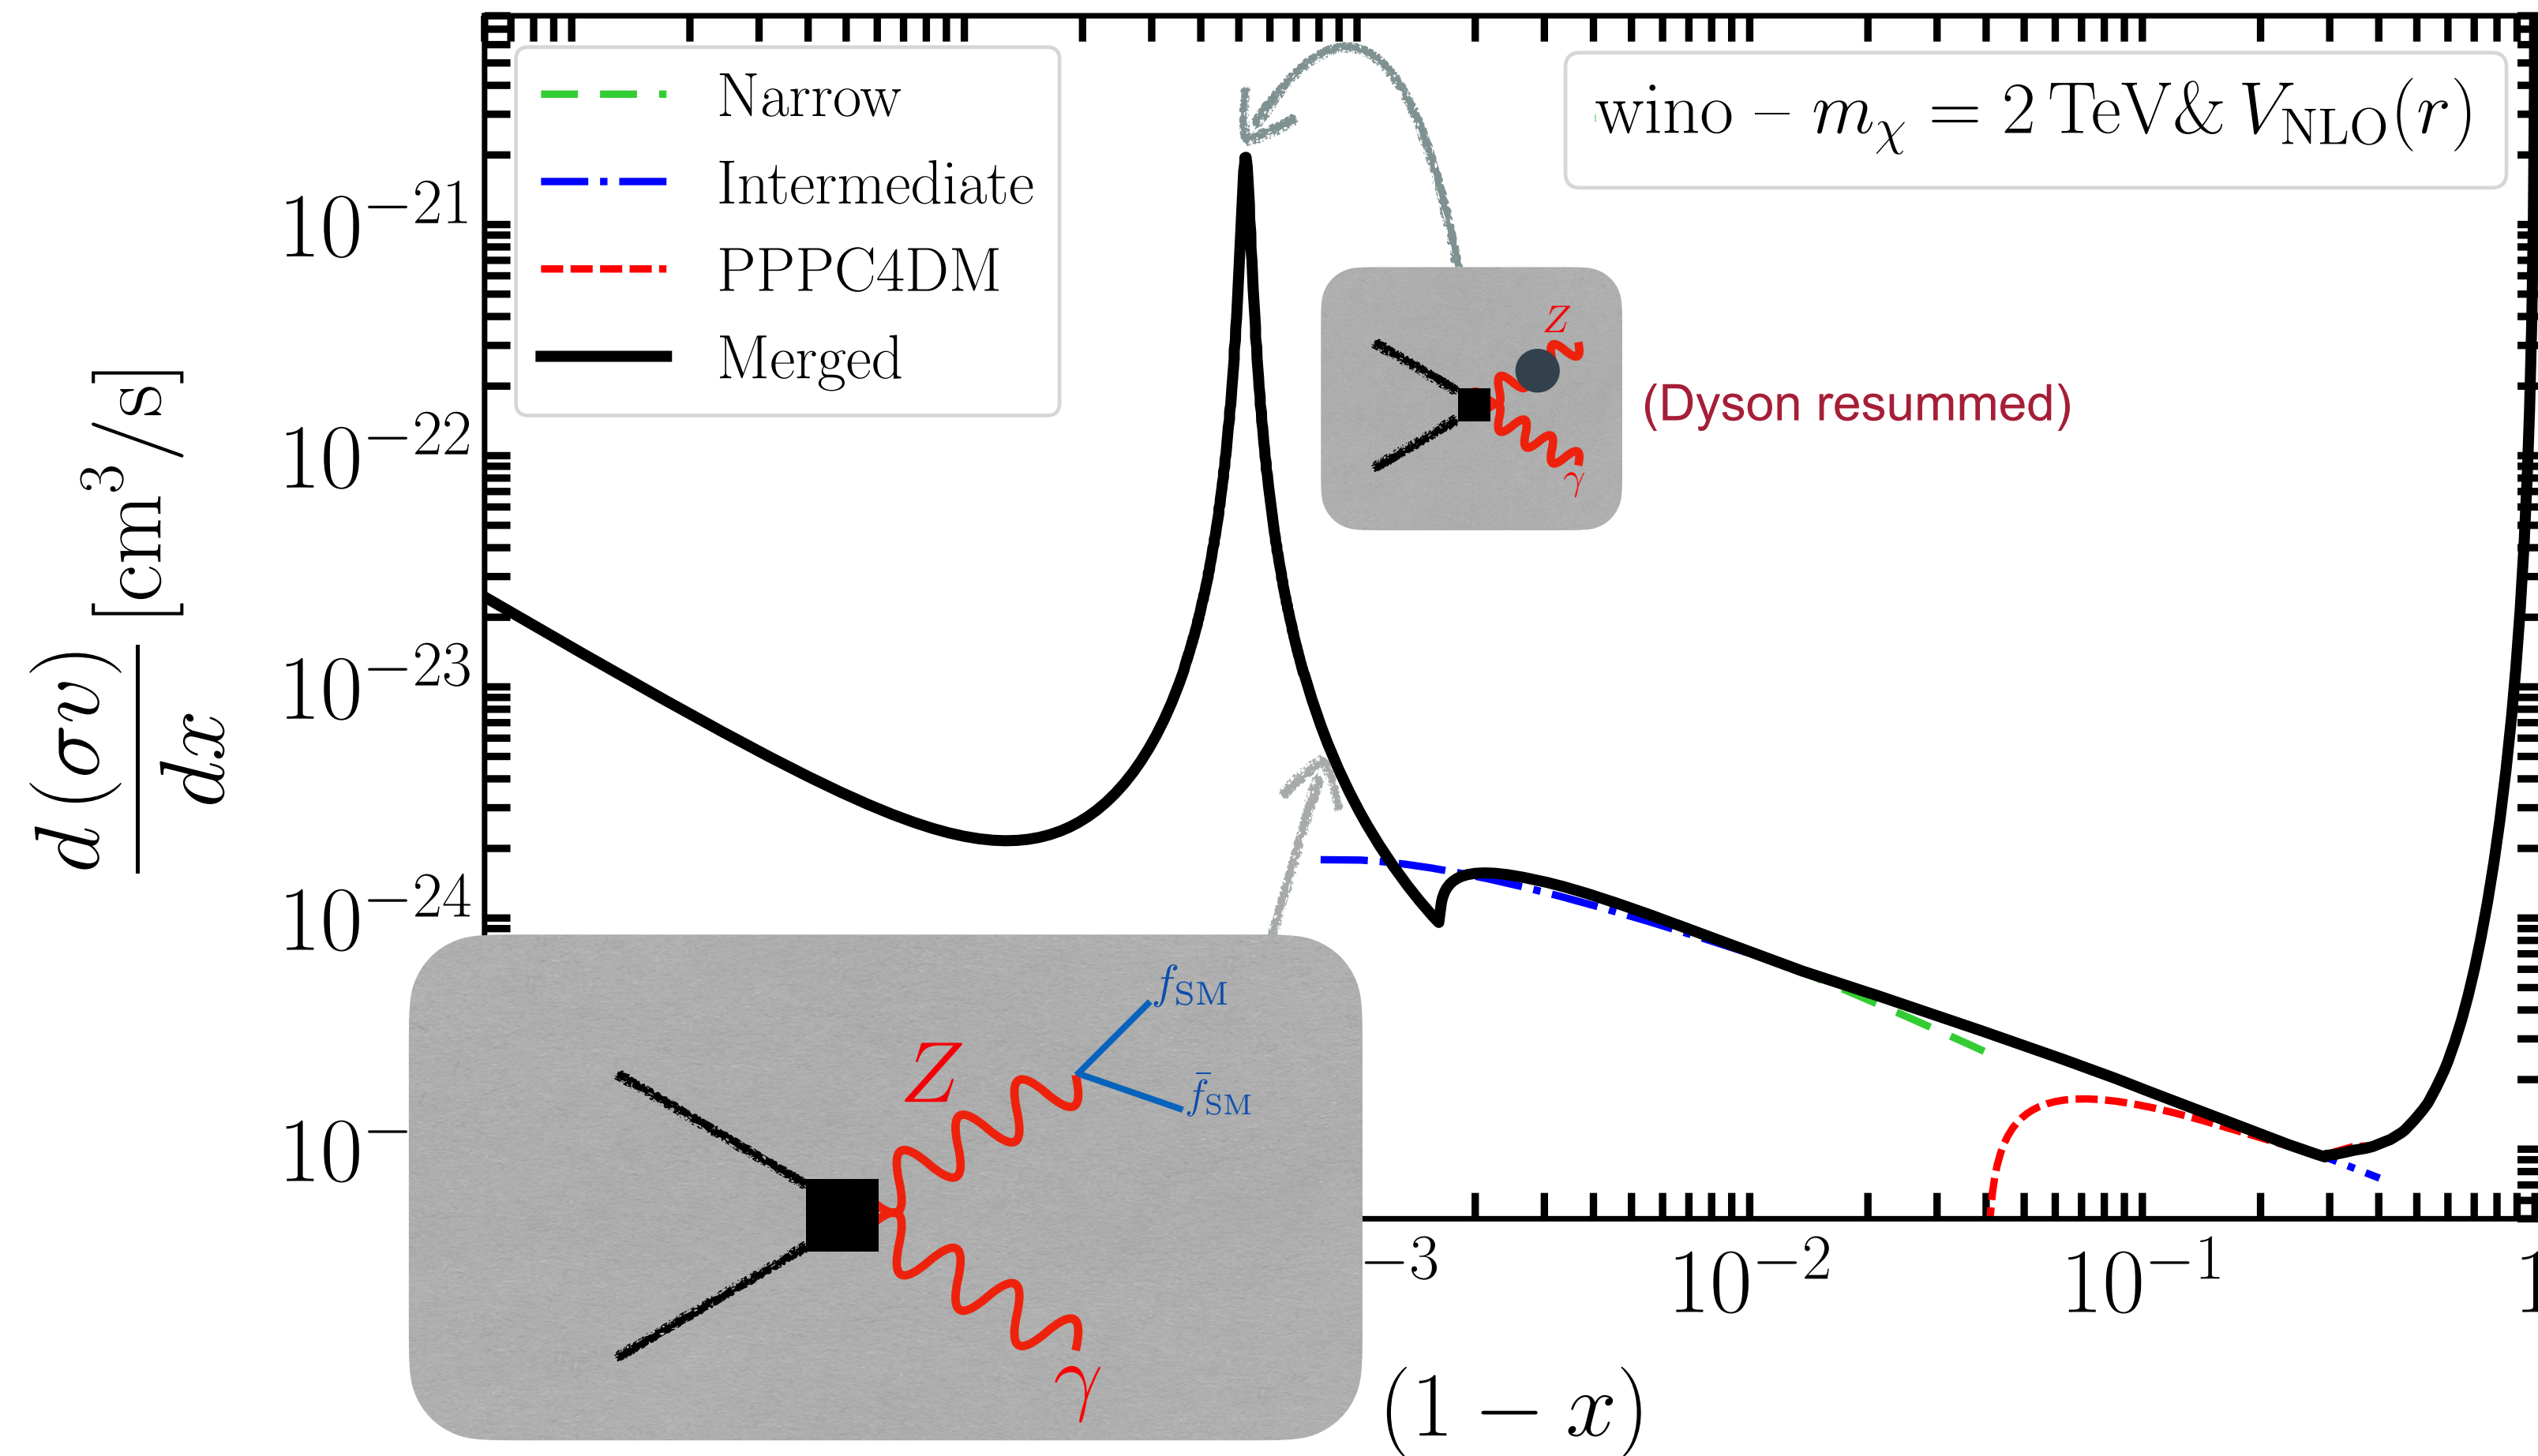 Narrow
Intermediate
PPPC4DM
Merged
wino – m_χ = 2 TeV& V_NLO(r)
d (σv)/dx [cm^3/s]
10^−21
10^−22
10^−23
10^−24
10^−
Z
γ
(Dyson resummed)
Z
f_SM
f̄_SM
γ
−3
10^−2
10^−1
1
(1 − x)